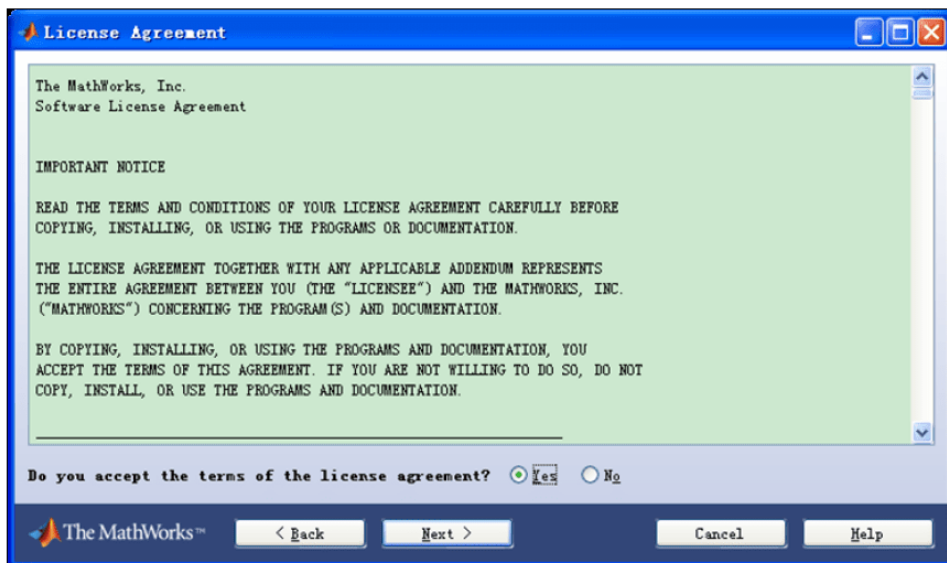 License Agreement
The MathWorks, Inc.
Software License Agreement
IMPORTANT NOTICE
READ THE TERMS AND CONDITIONS OF YOUR LICENSE AGREEMENT CAREFULLY BEFORE
COPYING, INSTALLING, OR USING THE PROGRAMS OR DOCUMENTATION.
THE LICENSE AGREEMENT TOGETHER WITH ANY APPLICABLE ADDENDUM REPRESENTS
THE ENTIRE AGREEMENT BETWEEN YOU (THE "LICENSEE") AND THE MATHWORKS, INC.
("MATHWORKS") CONCERNING THE PROGRAM(S) AND DOCUMENTATION.
BY COPYING, INSTALLING, OR USING THE PROGRAMS AND DOCUMENTATION, YOU
ACCEPT THE TERMS OF THIS AGREEMENT. IF YOU ARE NOT WILLING TO DO SO, DO NOT
COPY, INSTALL, OR USE THE PROGRAMS AND DOCUMENTATION.
Do you accept the terms of the license agreement? Yes No
The MathWorks™ < Back Next > Cancel Help